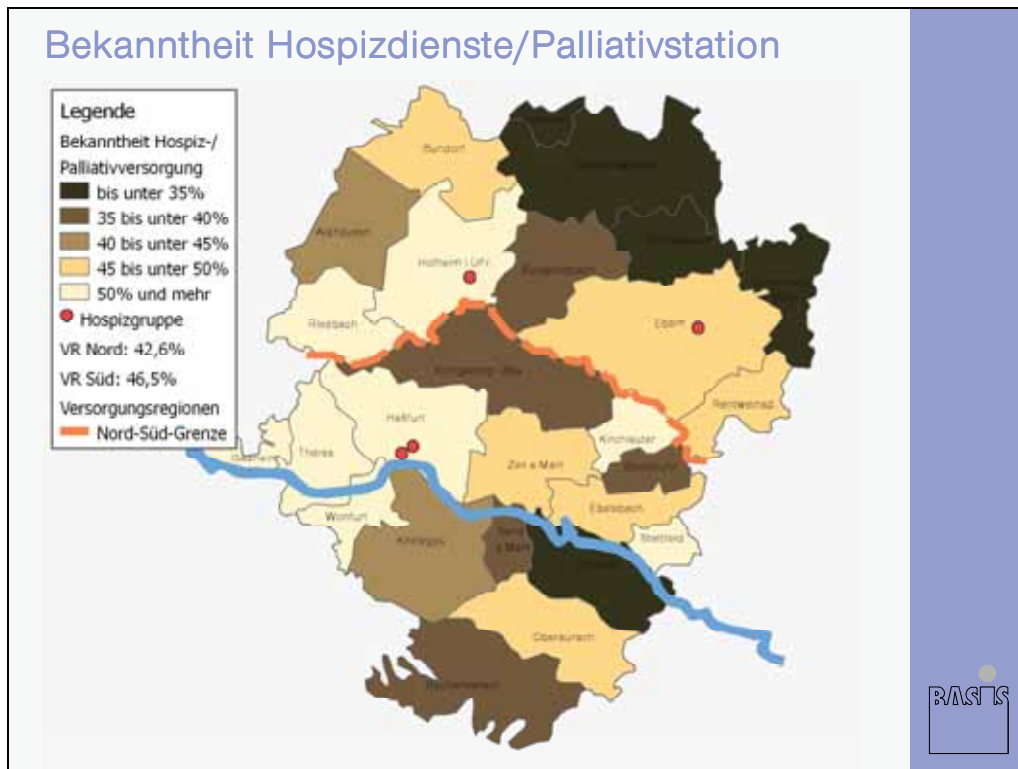 Bekanntheit Hospizdienste/Palliativstation
Legende
Bekanntheit Hospiz-/
Palliativversorgung
bis unter 35%
35 bis unter 40%
40 bis unter 45%
45 bis unter 50%
50% und mehr
Hospizgruppe
VR Nord: 42,6%
VR Süd: 46,5%
Versorgungsregionen
Nord-Süd-Grenze
Bundorf
Aidhausen
Hofheim i.UFr.
Riedbach
Ebern
Rentweinsd.
Haßfurt
Kirchlauter
Theres
Zeil a Main
Ebelsbach
Wonfurt
Stettfeld
Knetzgau
Sand
a Main
Oberaurach
BASIS